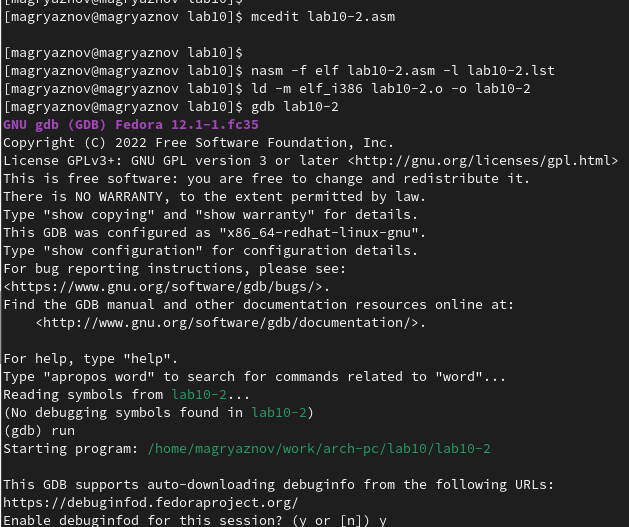 [magryaznov@magryaznov lab10]$
[magryaznov@magryaznov lab10]$ mcedit lab10-2.asm
[magryaznov@magryaznov lab10]$
[magryaznov@magryaznov lab10]$ nasm -f elf lab10-2.asm -l lab10-2.lst
[magryaznov@magryaznov lab10]$ ld -m elf_i386 lab10-2.o -o lab10-2
[magryaznov@magryaznov lab10]$ gdb lab10-2
GNU gdb (GDB) Fedora 12.1-1.fc35
Copyright (C) 2022 Free Software Foundation, Inc.
License GPLv3+: GNU GPL version 3 or later <http://gnu.org/licenses/gpl.html>
This is free software: you are free to change and redistribute it.
There is NO WARRANTY, to the extent permitted by law.
Type "show copying" and "show warranty" for details.
This GDB was configured as "x86_64-redhat-linux-gnu".
Type "show configuration" for configuration details.
For bug reporting instructions, please see:
<https://www.gnu.org/software/gdb/bugs/>.
Find the GDB manual and other documentation resources online at:
    <http://www.gnu.org/software/gdb/documentation/>.
For help, type "help".
Type "apropos word" to search for commands related to "word"...
Reading symbols from lab10-2...
(No debugging symbols found in lab10-2)
(gdb) run
Starting program: /home/magryaznov/work/arch-pc/lab10/lab10-2
This GDB supports auto-downloading debuginfo from the following URLs:
https://debuginfod.fedoraproject.org/
Enable debuginfod for this session? (y or [n]) y